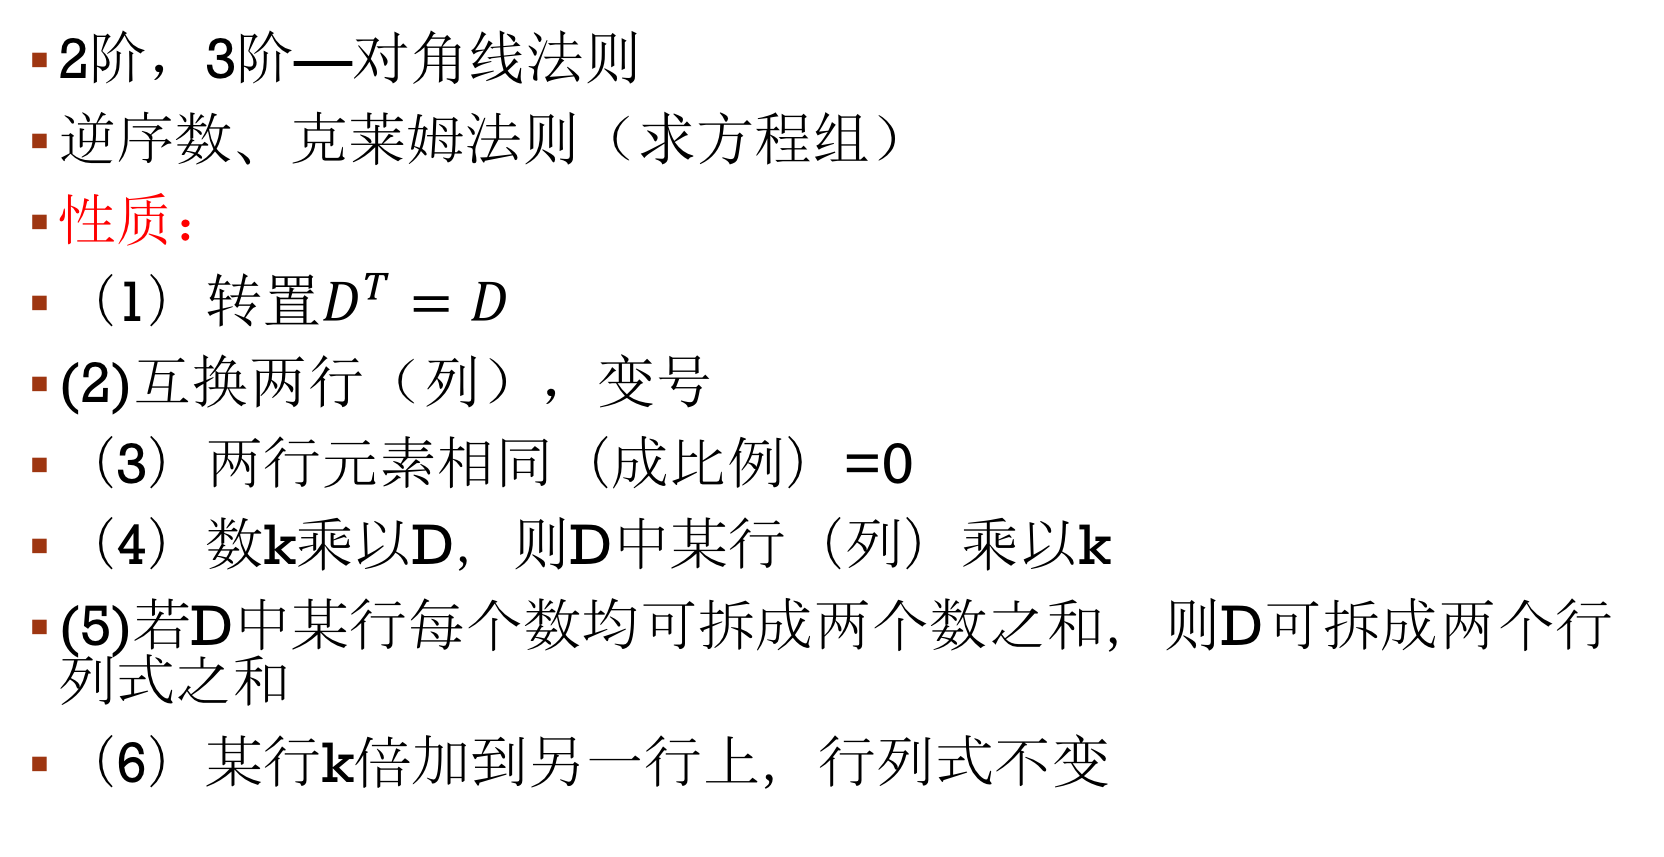 ▪2阶，3阶—对角线法则
▪逆序数、克莱姆法则（求方程组）
▪性质：
▪（1）转置$D^T = D$
▪(2)互换两行（列），变号
▪（3）两行元素相同（成比例）=0
▪（4）数k乘以D，则D中某行（列）乘以k
▪(5)若D中某行每个数均可拆成两个数之和，则D可拆成两个行
列式之和
▪（6）某行k倍加到另一行上，行列式不变